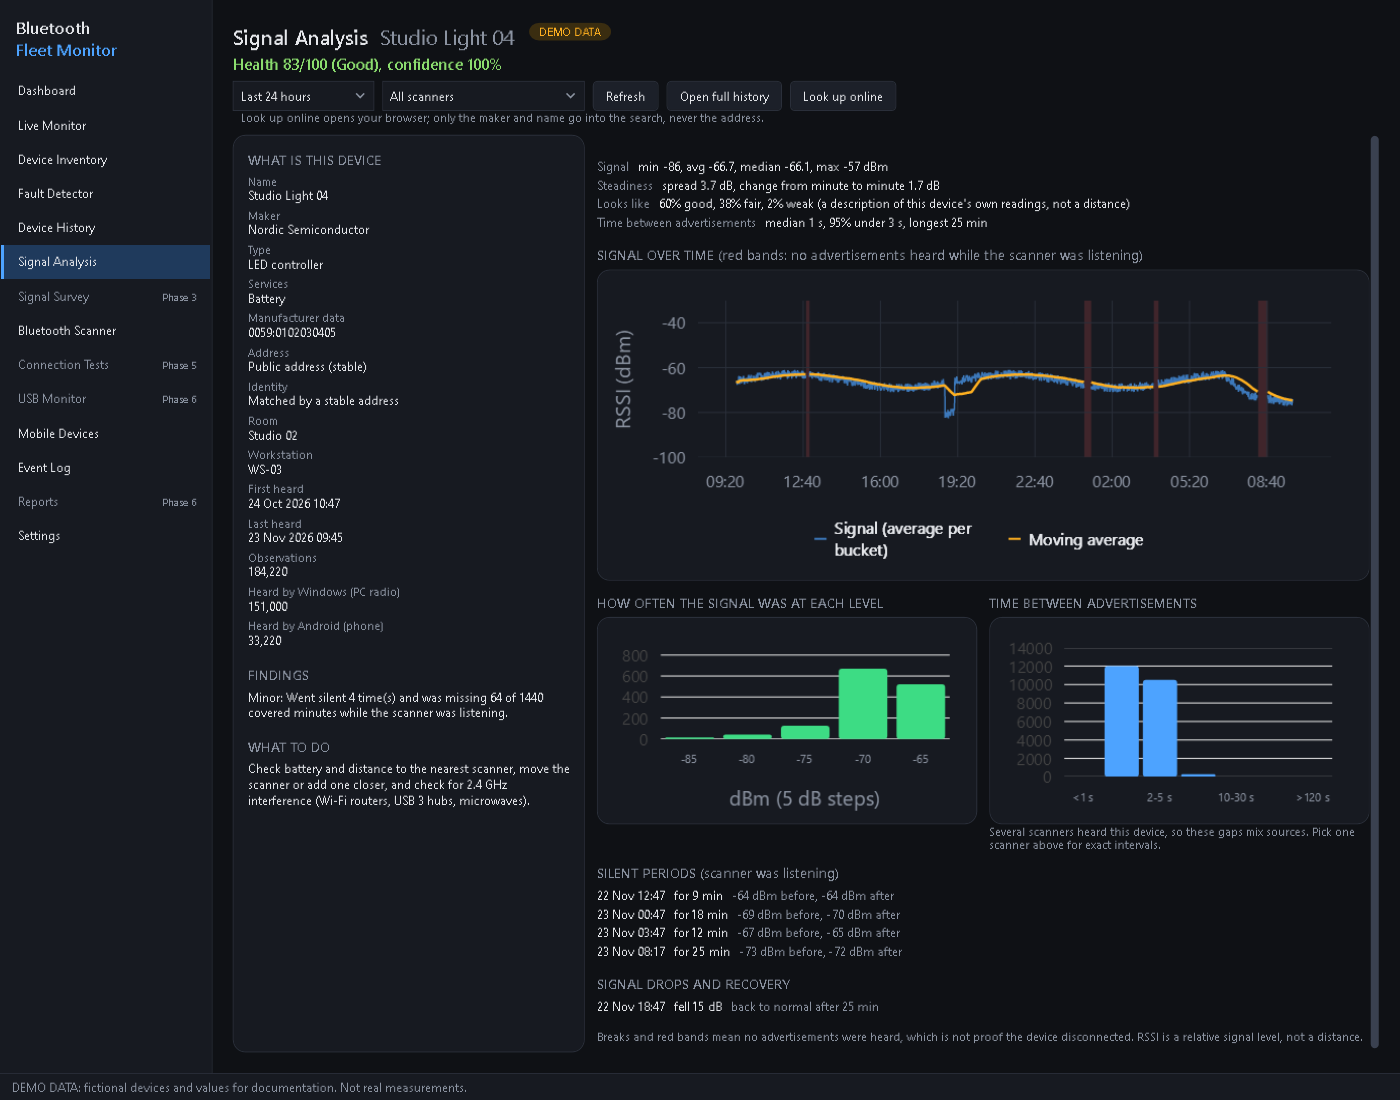 Bluetooth
Fleet Monitor
Dashboard
Live Monitor
Device Inventory
Fault Detector
Device History
Signal Analysis
Signal Survey Phase 3
Bluetooth Scanner
Connection Tests Phase 5
USB Monitor Phase 6
Mobile Devices
Event Log
Reports Phase 6
Settings
Signal Analysis Studio Light 04 DEMO DATA
Health 83/100 (Good), confidence 100%
Last 24 hours All scanners Refresh Open full history Look up online
Look up online opens your browser; only the maker and name go into the search, never the address.
WHAT IS THIS DEVICE
Name
Studio Light 04
Maker
Nordic Semiconductor
Type
LED controller
Services
Battery
Manufacturer data
0059:0102030405
Address
Public address (stable)
Identity
Matched by a stable address
Room
Studio 02
Workstation
WS-03
First heard
24 Oct 2026 10:47
Last heard
23 Nov 2026 09:45
Observations
184,220
Heard by Windows (PC radio)
151,000
Heard by Android (phone)
33,220
FINDINGS
Minor: Went silent 4 time(s) and was missing 64 of 1440
covered minutes while the scanner was listening.
WHAT TO DO
Check battery and distance to the nearest scanner, move the
scanner or add one closer, and check for 2.4 GHz
interference (Wi-Fi routers, USB 3 hubs, microwaves).
Signal min -86, avg -66.7, median -66.1, max -57 dBm
Steadiness spread 3.7 dB, change from minute to minute 1.7 dB
Looks like 60% good, 38% fair, 2% weak (a description of this device's own readings, not a distance)
Time between advertisements median 1 s, 95% under 3 s, longest 25 min
SIGNAL OVER TIME (red bands: no advertisements heard while the scanner was listening)
RSSI (dBm)
-40
-60
-80
-100
09:20 12:40 16:00 19:20 22:40 02:00 05:20 08:40
Signal (average per
bucket)
Moving average
HOW OFTEN THE SIGNAL WAS AT EACH LEVEL
800
600
400
200
0
-85 -80 -75 -70 -65
dBm (5 dB steps)
TIME BETWEEN ADVERTISEMENTS
14000
12000
10000
8000
6000
4000
2000
0
<1 s 2-5 s 10-30 s >120 s
Several scanners heard this device, so these gaps mix sources. Pick one
scanner above for exact intervals.
SILENT PERIODS (scanner was listening)
22 Nov 12:47 for 9 min -64 dBm before, -64 dBm after
23 Nov 00:47 for 18 min -69 dBm before, -70 dBm after
23 Nov 03:47 for 12 min -67 dBm before, -65 dBm after
23 Nov 08:17 for 25 min -73 dBm before, -72 dBm after
SIGNAL DROPS AND RECOVERY
22 Nov 18:47 fell 15 dB back to normal after 25 min
Breaks and red bands mean no advertisements were heard, which is not proof the device disconnected. RSSI is a relative signal level, not a distance.
DEMO DATA: fictional devices and values for documentation. Not real measurements.